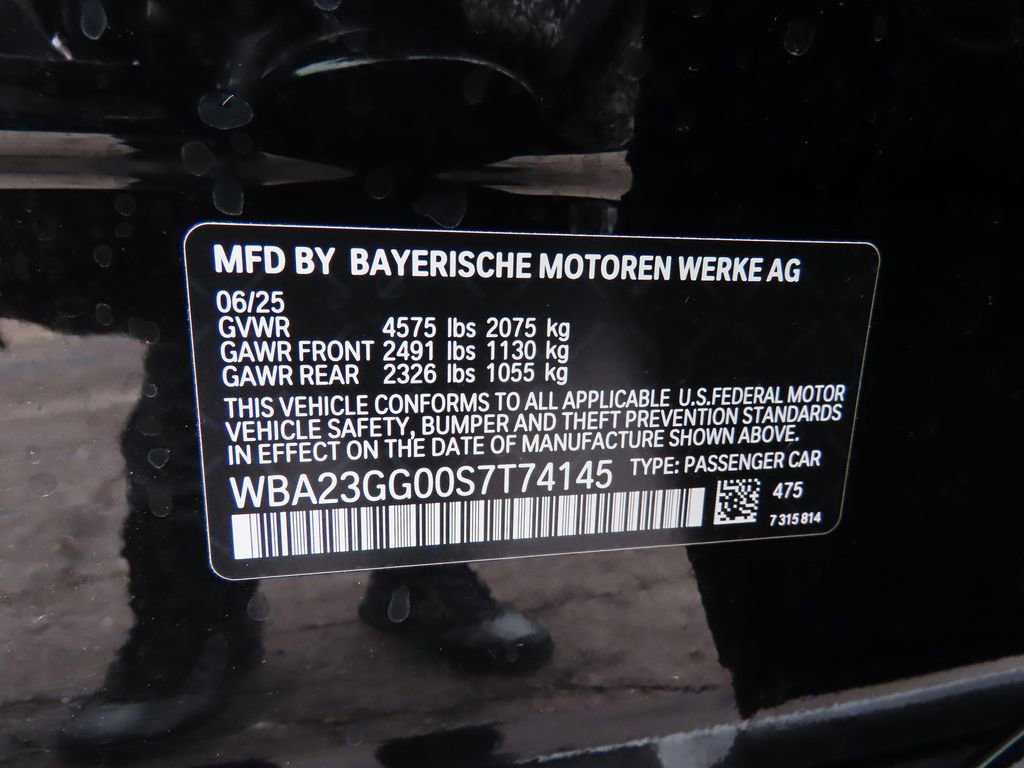 MFD BY BAYERISCHE MOTOREN WERKE AG
06/25
GVWR 4575 lbs 2075 kg
GAWR FRONT 2491 lbs 1130 kg
GAWR REAR 2326 lbs 1055 kg
THIS VEHICLE CONFORMS TO ALL APPLICABLE U.S.FEDERAL MOTOR
VEHICLE SAFETY, BUMPER AND THEFT PREVENTION STANDARDS
IN EFFECT ON THE DATE OF MANUFACTURE SHOWN ABOVE.
WBA23GG00S7T74145 TYPE: PASSENGER CAR
475
7 315 814